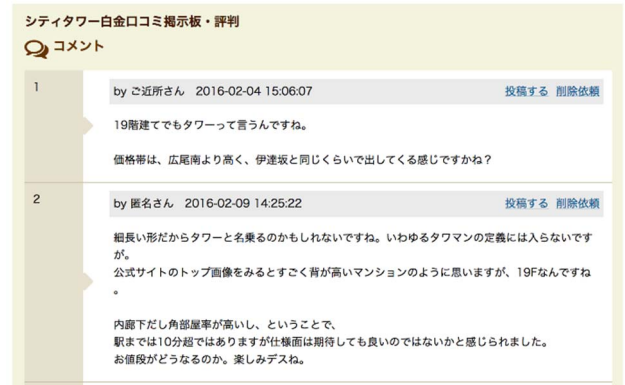 シティタワー白金口コミ掲示板・評判
コメント
1
by ご近所さん 2016-02-04 15:06:07 投稿する 削除依頼
19階建てでもタワーって言うんですね。
価格帯は、広尾南より高く、伊達坂と同じくらいで出してくる感じですかね？
2
by 匿名さん 2016-02-09 14:25:22 投稿する 削除依頼
細長い形だからタワーと名乗るのかもしれないですね。いわゆるタワマンの定義には入らないです
が。
公式サイトのトップ画像をみるとすごく背が高いマンションのように思いますが、19Fなんですね
。
内廊下だし角部屋率が高いし、ということで、
駅までは10分超ではありますが仕様面は期待しても良いのではないかと感じられました。
お値段がどうなるのか。楽しみデスね。